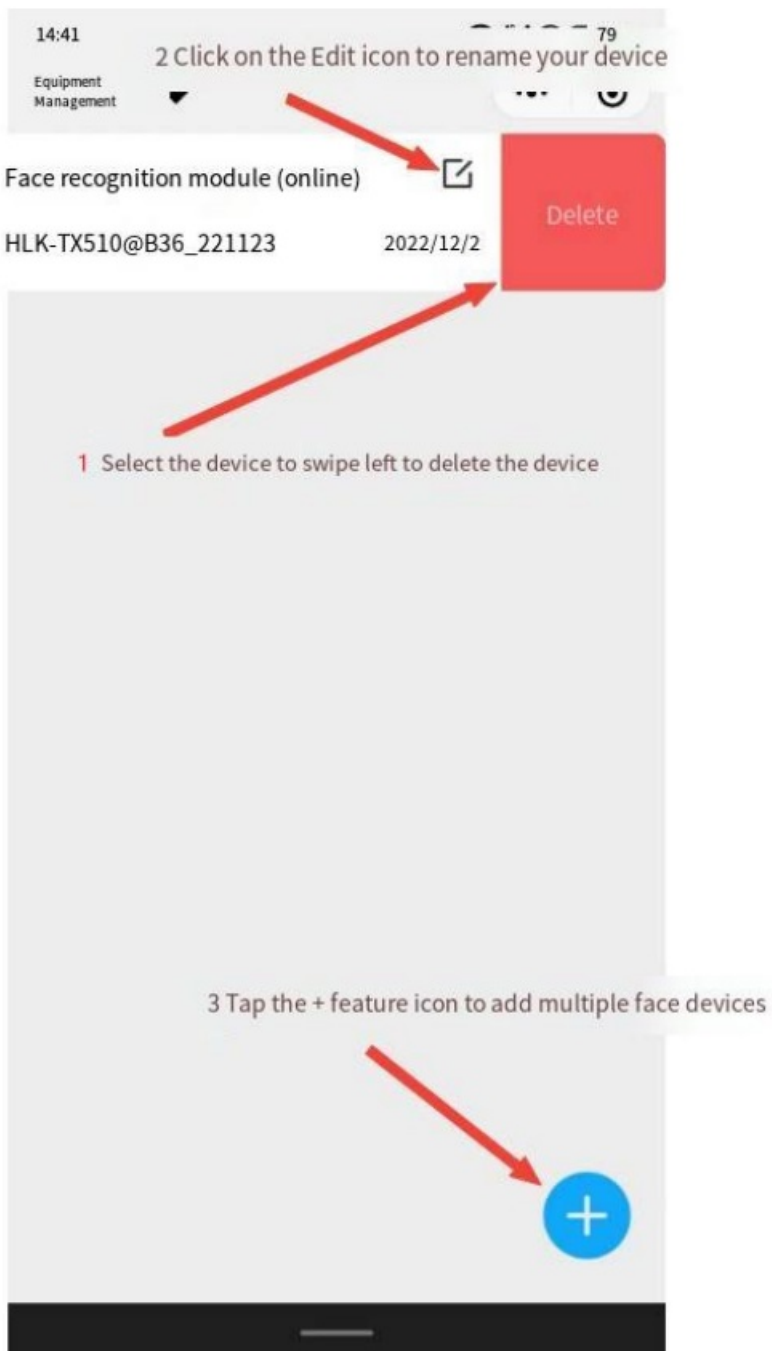 14:41
79
2 Click on the Edit icon to rename your device
Equipment
Management
Face recognition module (online)
Delete
HLK-TX510@B36_221123 2022/12/2
1 Select the device to swipe left to delete the device
3 Tap the + feature icon to add multiple face devices